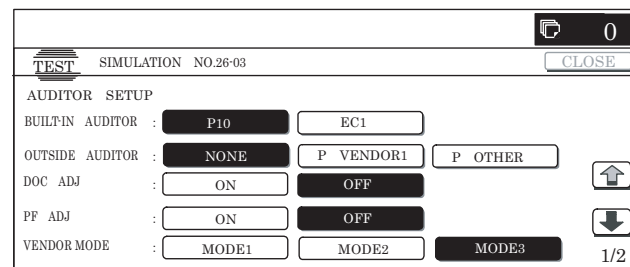 0
TEST SIMULATION NO.26-03 CLOSE
AUDITOR SETUP
BUILT-IN AUDITOR : P10 EC1
OUTSIDE AUDITOR : NONE P VENDOR1 P OTHER
DOC ADJ : ON OFF
PF ADJ : ON OFF
VENDOR MODE : MODE1 MODE2 MODE3
1/2